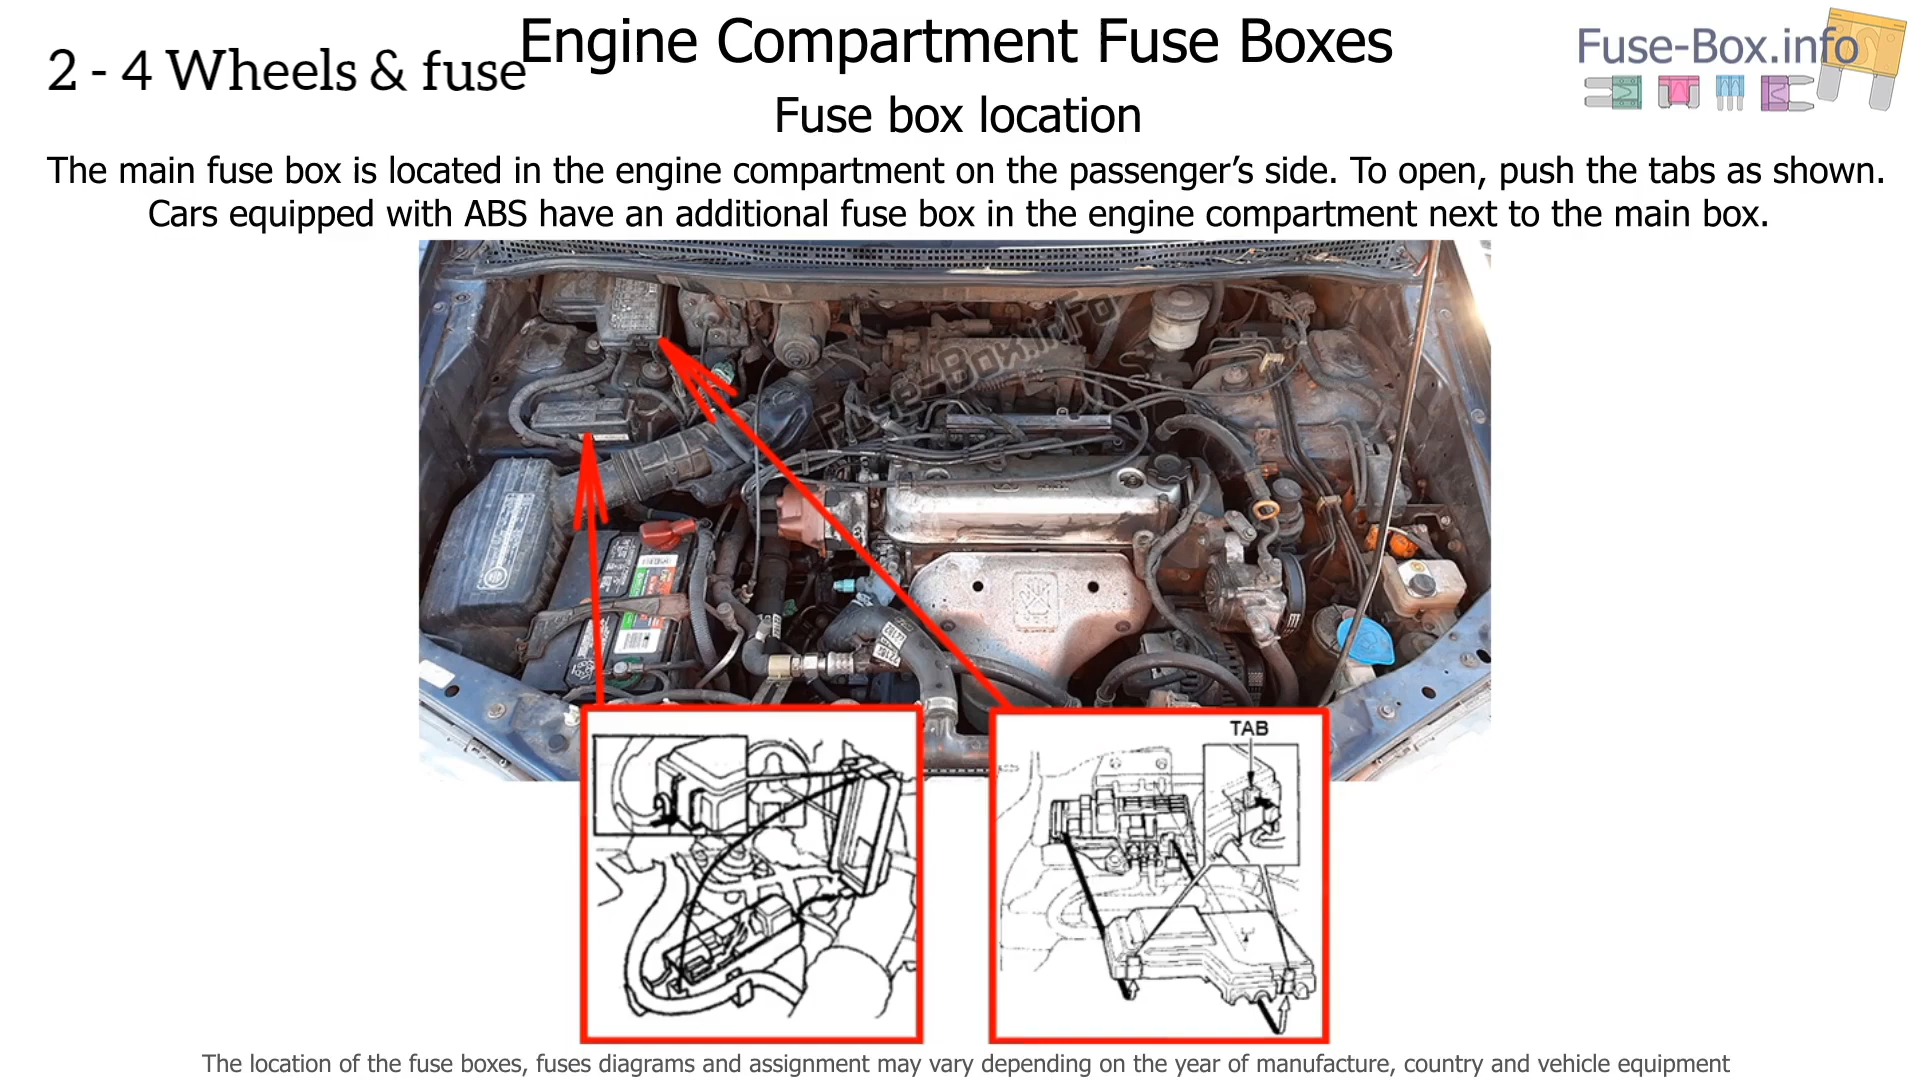 Engine Compartment Fuse Boxes
2 - 4 Wheels & fuse
Fuse-Box.info
Fuse box location
The main fuse box is located in the engine compartment on the passenger’s side. To open, push the tabs as shown.
Cars equipped with ABS have an additional fuse box in the engine compartment next to the main box.
Fuse-Box.info
TAB
The location of the fuse boxes, fuses diagrams and assignment may vary depending on the year of manufacture, country and vehicle equipment